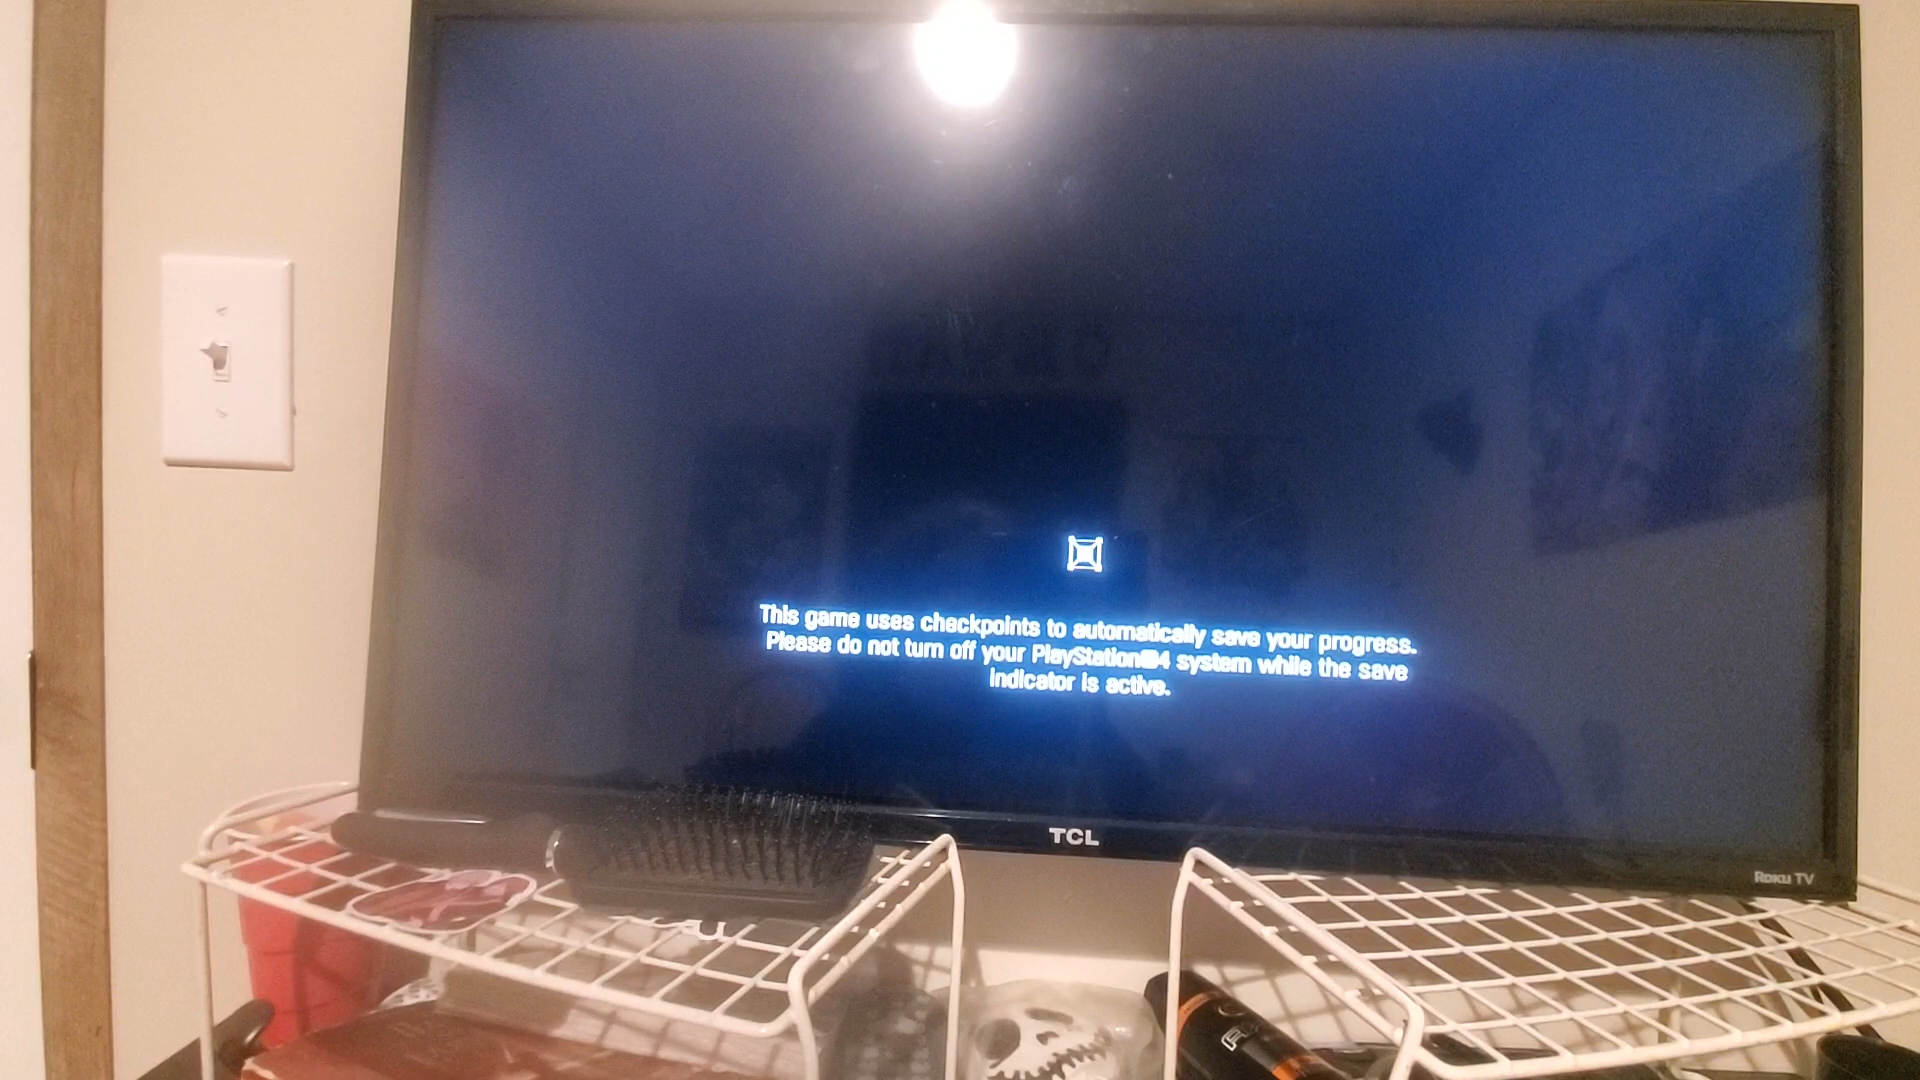 This game uses checkpoints to automatically save your progress.
Please do not turn off your PlayStation®4 system while the save
indicator is active.
TCL
Roku TV